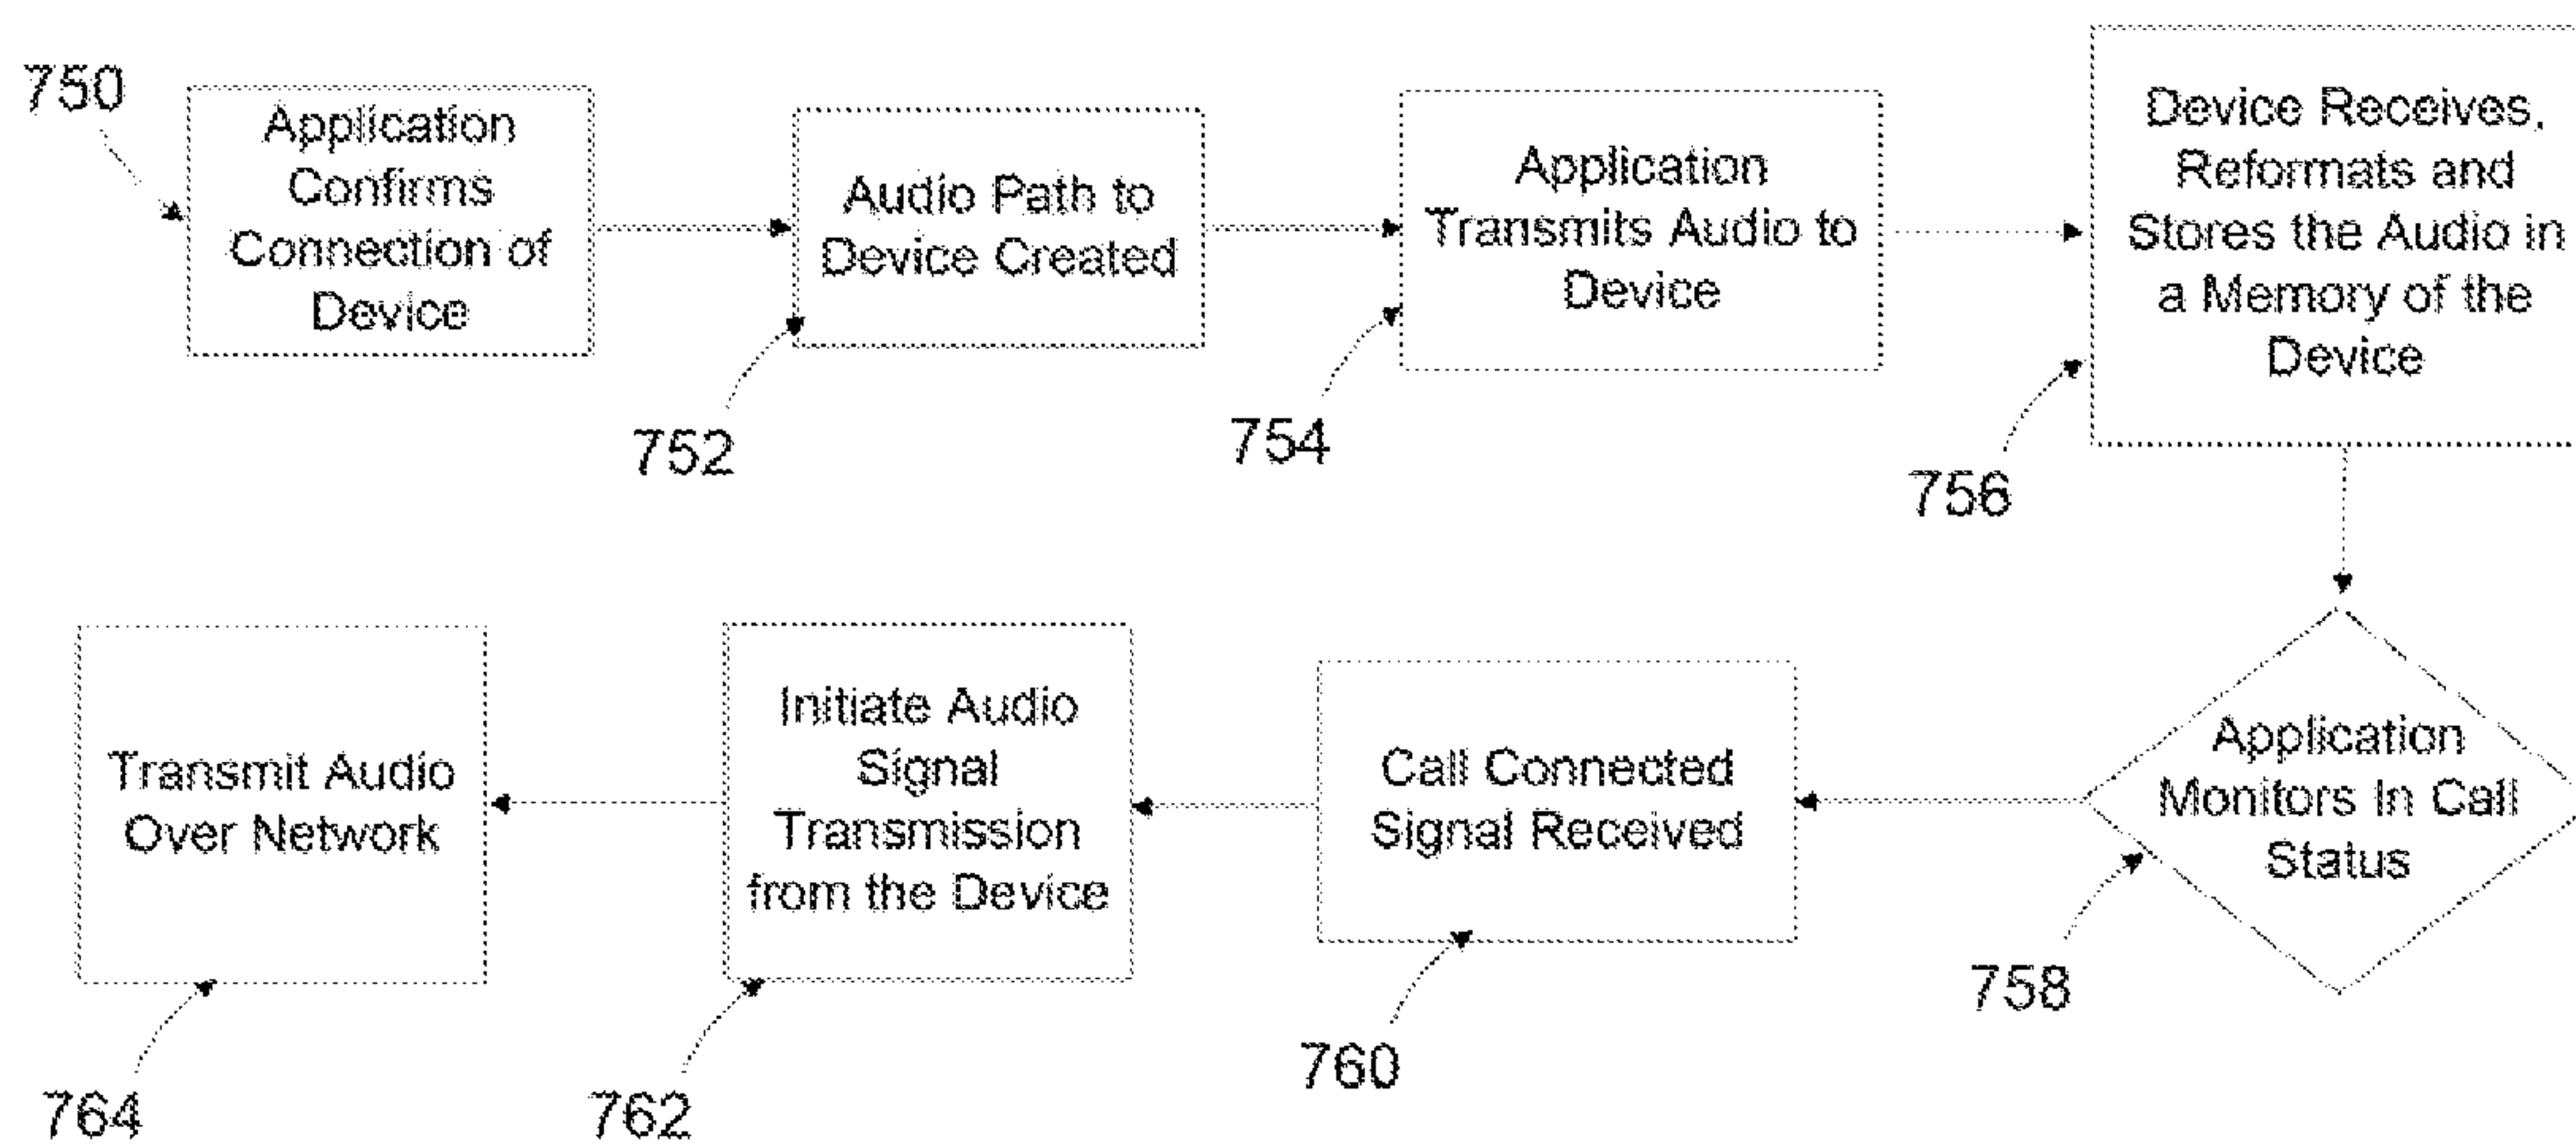 750
Application
Confirms
Connection of
Device
Audio Path to
Device Created
752
Application
Transmits Audio to
Device
754
Device Receives,
Reformats and
Stores the Audio in
a Memory of the
Device
756
Application
Monitors In Call
Status
758
Call Connected
Signal Received
760
Initiate Audio
Signal
Transmission
from the Device
762
Transmit Audio
Over Network
764